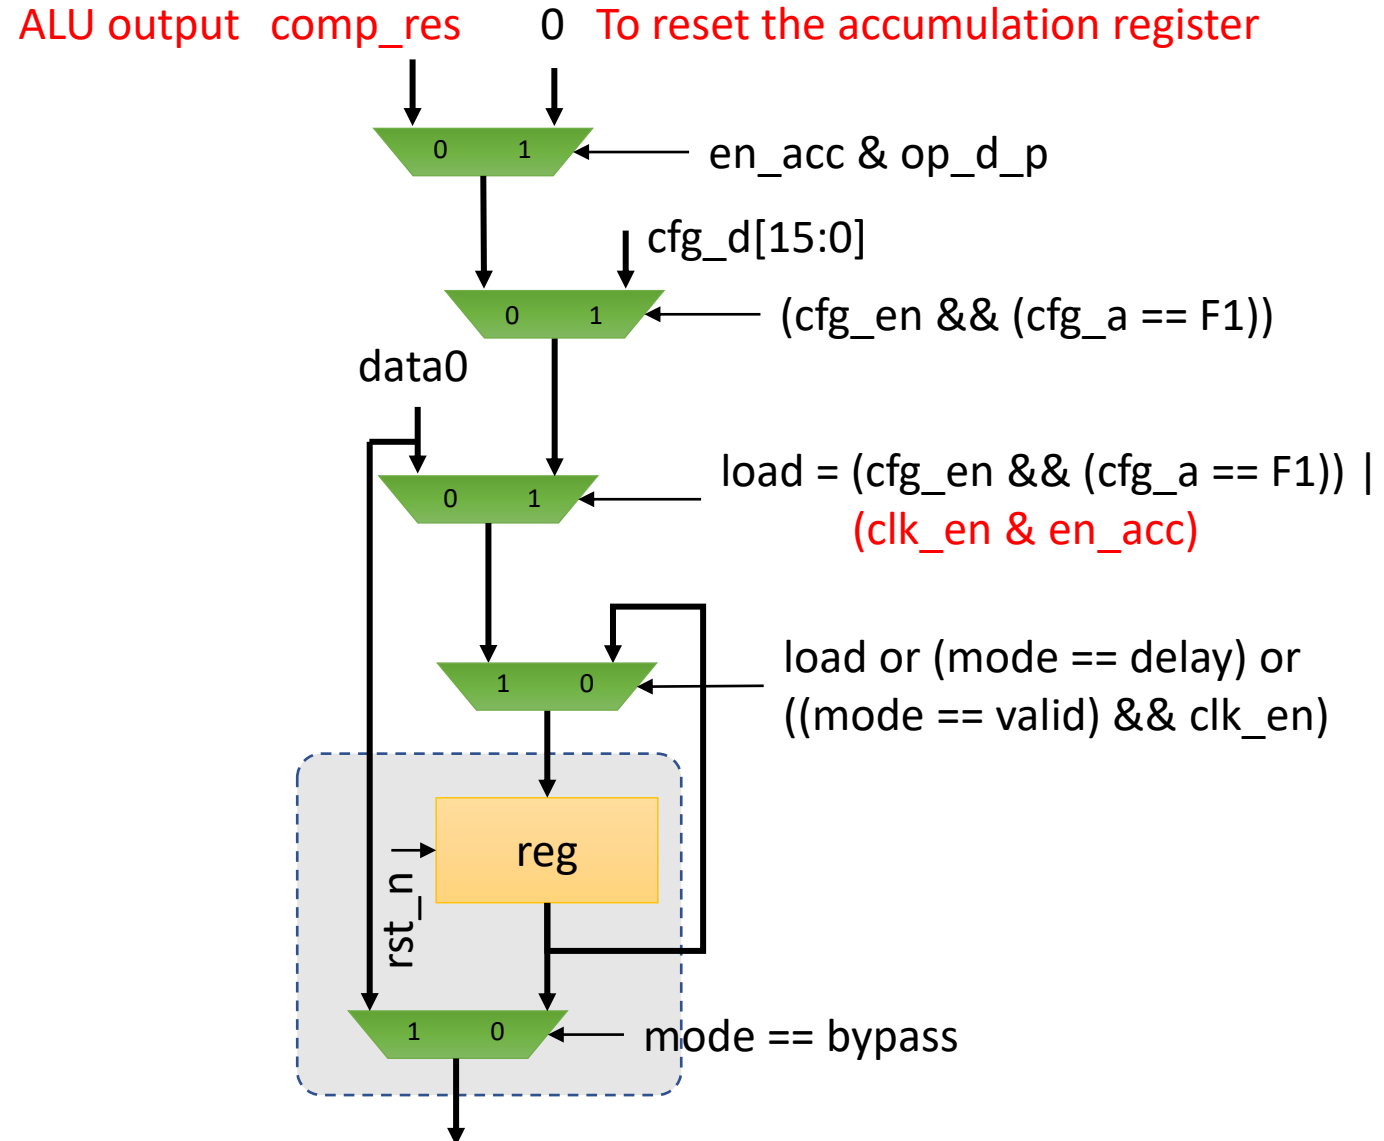 ALU output comp_res 0 To reset the accumulation register
0 1
en_acc & op_d_p
cfg_d[15:0]
0 1
(cfg_en && (cfg_a == F1))
data0
0 1
load = (cfg_en && (cfg_a == F1)) |
(clk_en & en_acc)
1 0
load or (mode == delay) or
((mode == valid) && clk_en)
reg
rst_n
1 0
mode == bypass